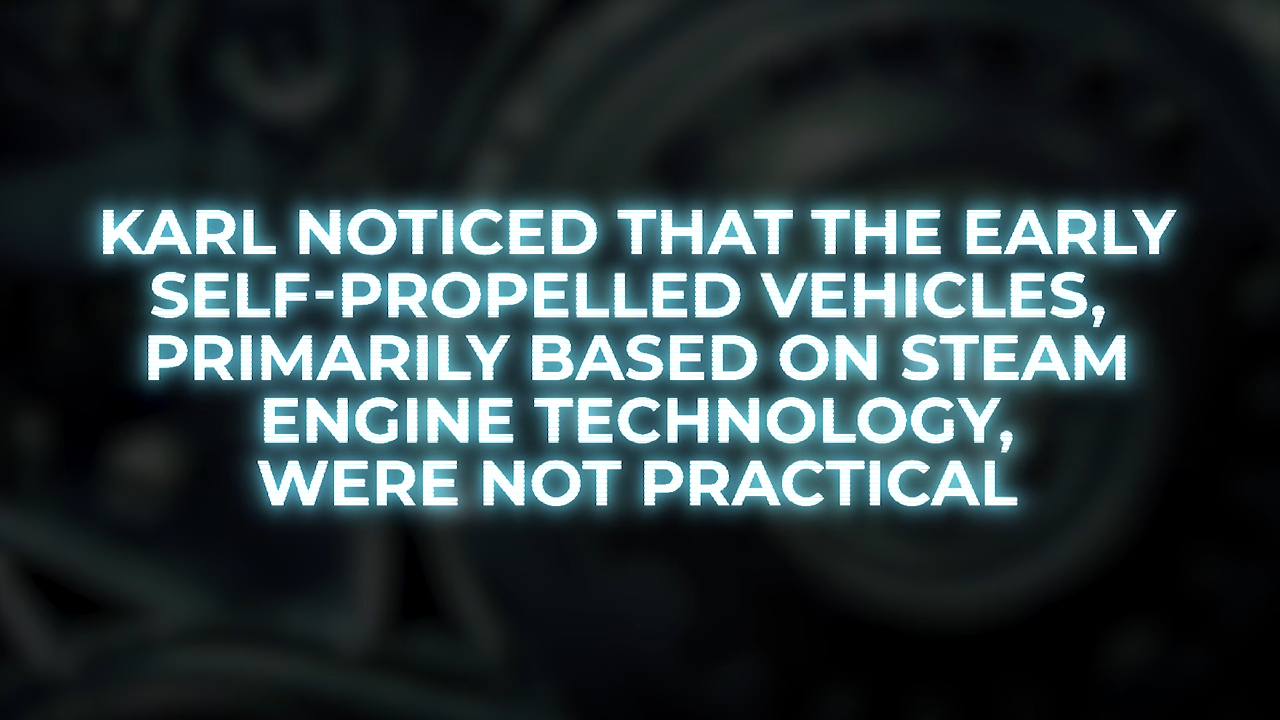 KARL NOTICED THAT THE EARLY
SELF-PROPELLED VEHICLES,
PRIMARILY BASED ON STEAM
ENGINE TECHNOLOGY,
WERE NOT PRACTICAL